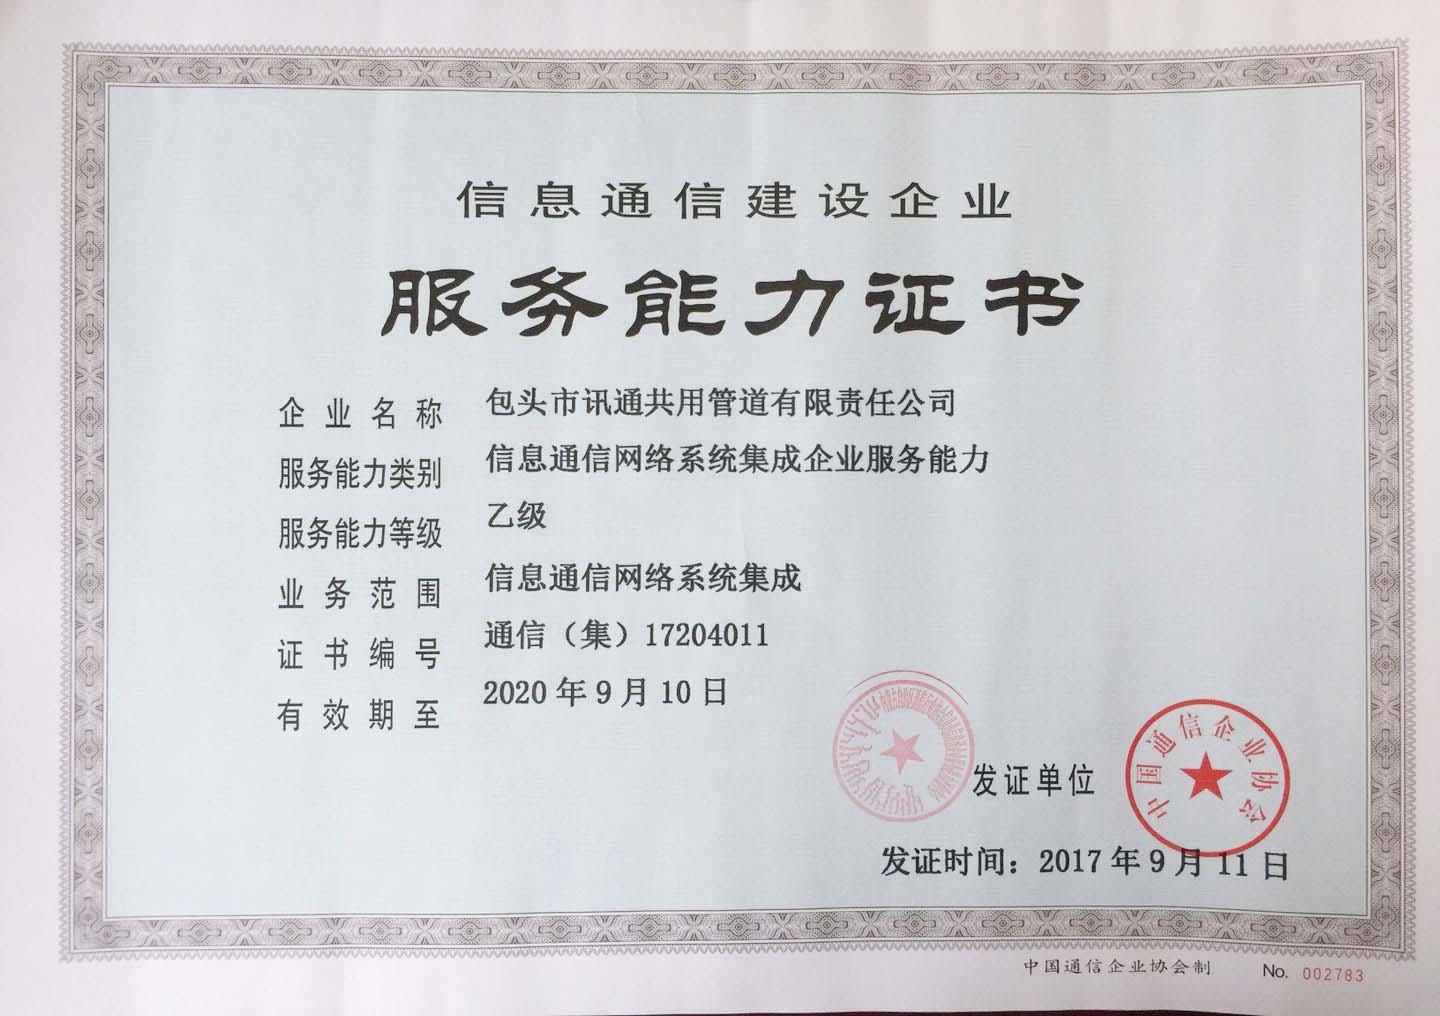 信息通信建设企业
服务能力证书
企业名称 包头市讯通共用管道有限责任公司
服务能力类别 信息通信网络系统集成企业服务能力
服务能力等级 乙级
业务范围 信息通信网络系统集成
证书编号 通信（集）17204011
有效期至 2020年9月10日
发证单位
中国通信企业协会
发证时间：2017年9月11日
中国通信企业协会制 No. 002783